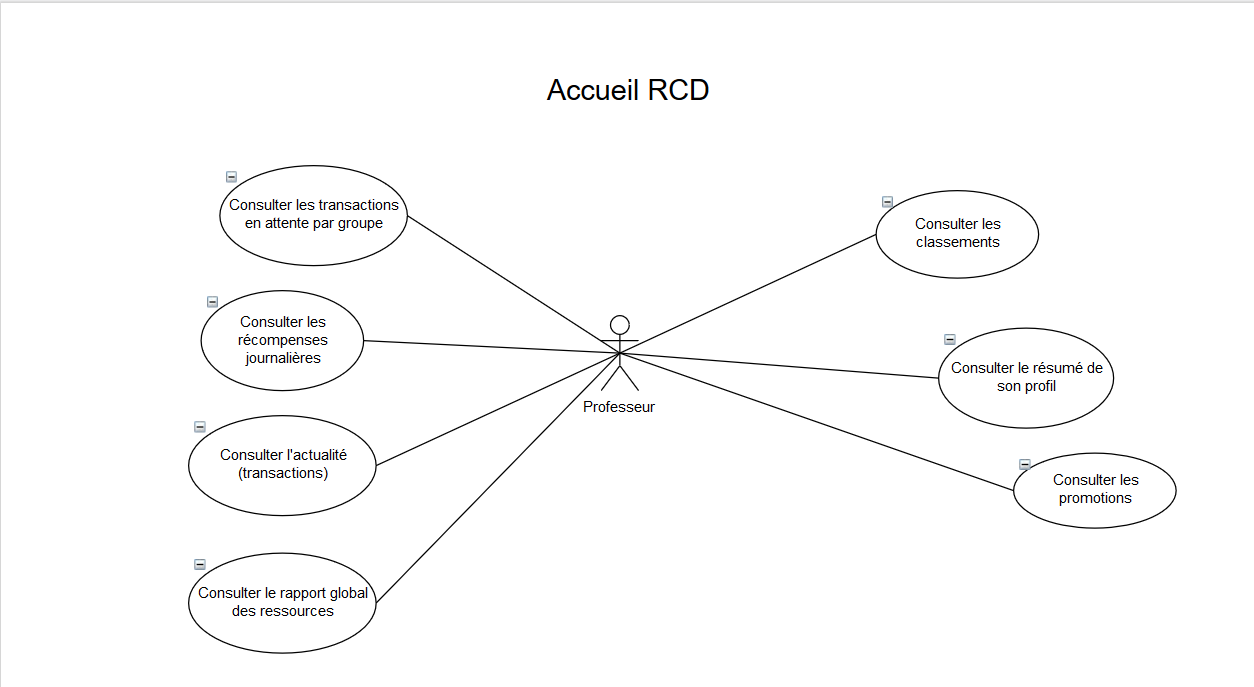 Accueil RCD
Consulter les transactions
en attente par groupe
Consulter les
classements
Consulter les
récompenses
journalières
Professeur
Consulter le résumé de
son profil
Consulter l'actualité
(transactions)
Consulter les
promotions
Consulter le rapport global
des ressources